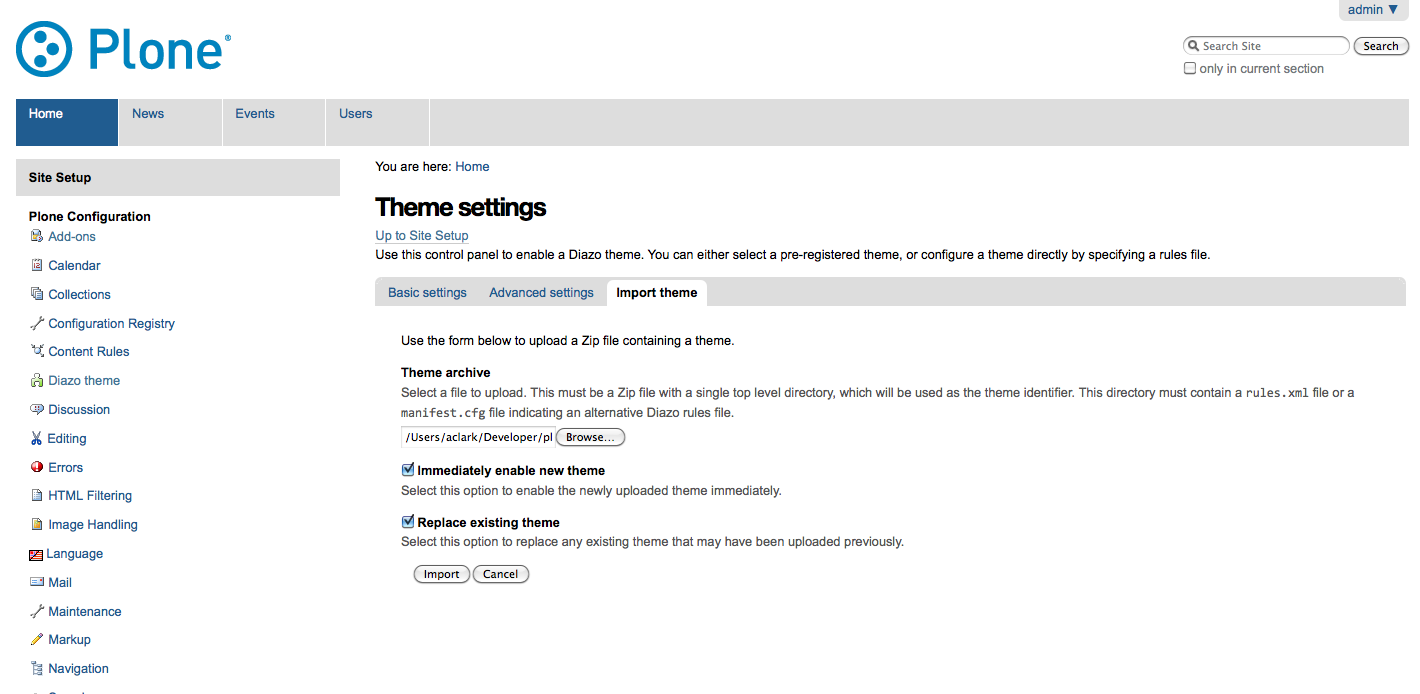 admin ▼
Plone®
Search Site
Search
only in current section
Home
News
Events
Users
Site Setup
Plone Configuration
Add-ons
Calendar
Collections
Configuration Registry
Content Rules
Diazo theme
Discussion
Editing
Errors
HTML Filtering
Image Handling
Language
Mail
Maintenance
Markup
Navigation
You are here: Home
Theme settings
Up to Site Setup
Use this control panel to enable a Diazo theme. You can either select a pre-registered theme, or configure a theme directly by specifying a rules file.
Basic settings
Advanced settings
Import theme
Use the form below to upload a Zip file containing a theme.
Theme archive
Select a file to upload. This must be a Zip file with a single top level directory, which will be used as the theme identifier. This directory must contain a rules.xml file or a
manifest.cfg file indicating an alternative Diazo rules file.
/Users/aclark/Developer/pl
Browse...
Immediately enable new theme
Select this option to enable the newly uploaded theme immediately.
Replace existing theme
Select this option to replace any existing theme that may have been uploaded previously.
Import
Cancel